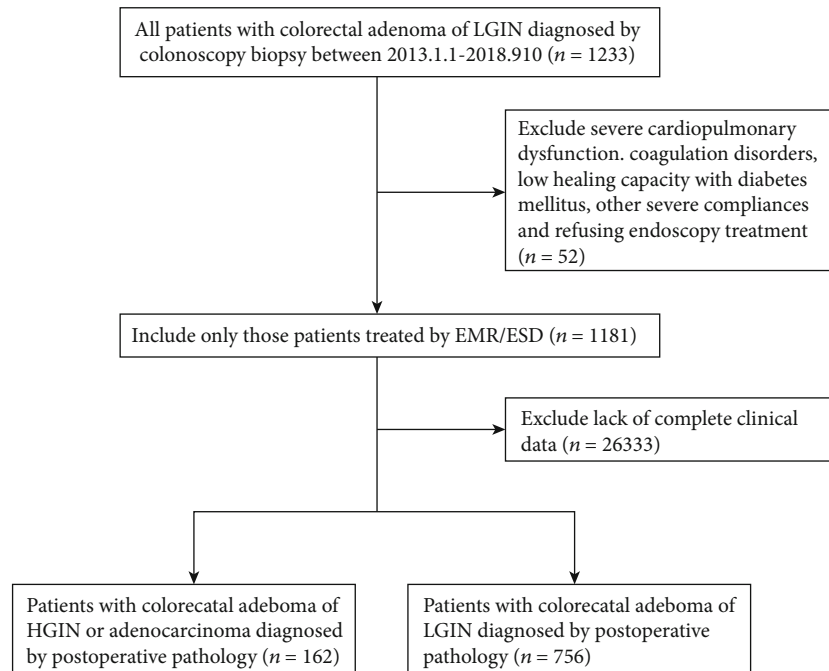 All patients with colorectal adenoma of LGIN diagnosed by
colonoscopy biopsy between 2013.1.1-2018.910 (n = 1233)
Exclude severe cardiopulmonary
dysfunction. coagulation disorders,
low healing capacity with diabetes
mellitus, other severe compliances
and refusing endoscopy treatment
(n = 52)
Include only those patients treated by EMR/ESD (n = 1181)
Exclude lack of complete clinical
data (n = 26333)
Patients with colorecatal adeboma of
HGIN or adenocarcinoma diagnosed
by postoperative pathology (n = 162)
Patients with colorecatal adeboma of
LGIN diagnosed by postoperative
pathology (n = 756)